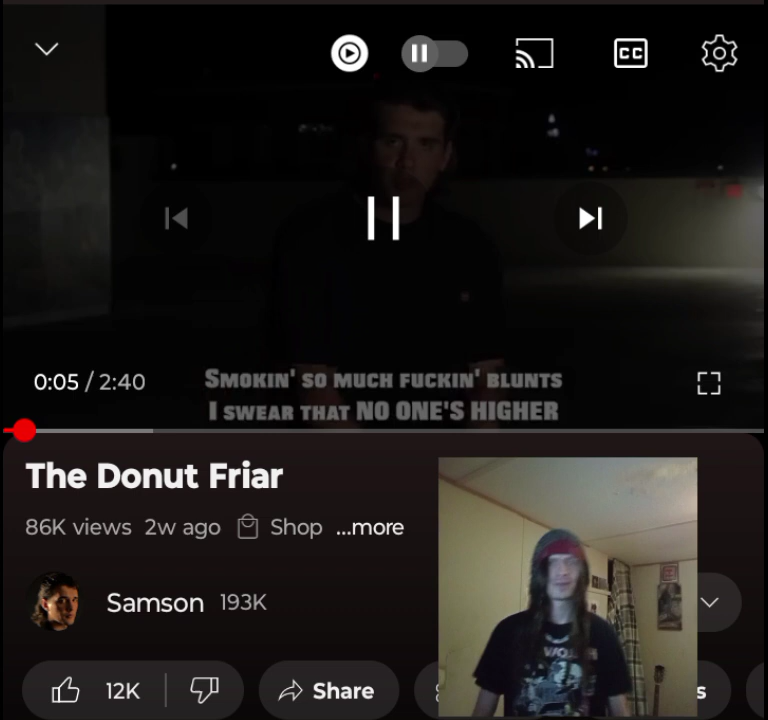 CC
0:05 / 2:40
SMOKIN' SO MUCH FUCKIN' BLUNTS
I SWEAR THAT NO ONE'S HIGHER
The Donut Friar
86K views 2w ago Shop ...more
Samson 193K
12K Share s